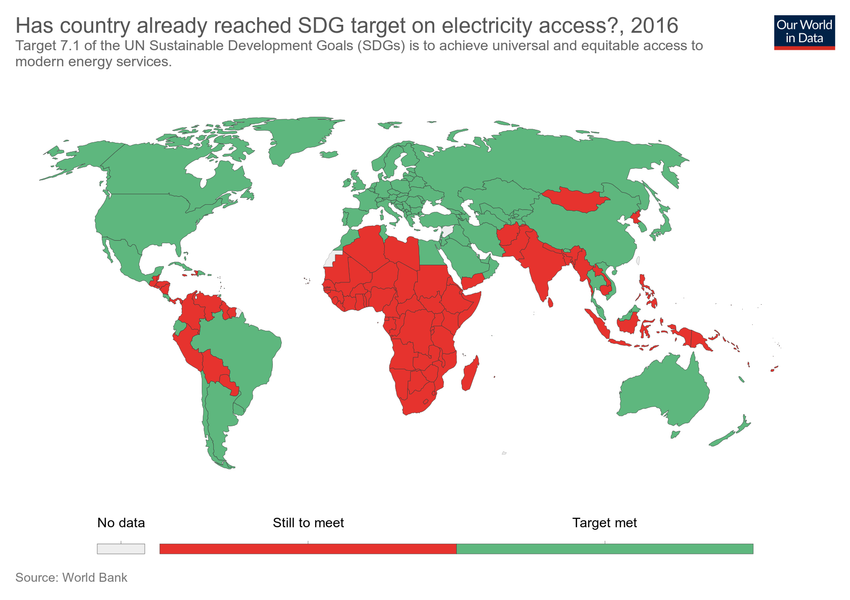 Has country already reached SDG target on electricity access?, 2016
Target 7.1 of the UN Sustainable Development Goals (SDGs) is to achieve universal and equitable access to
modern energy services.
Our World
in Data
No data
Still to meet
Target met
Source: World Bank